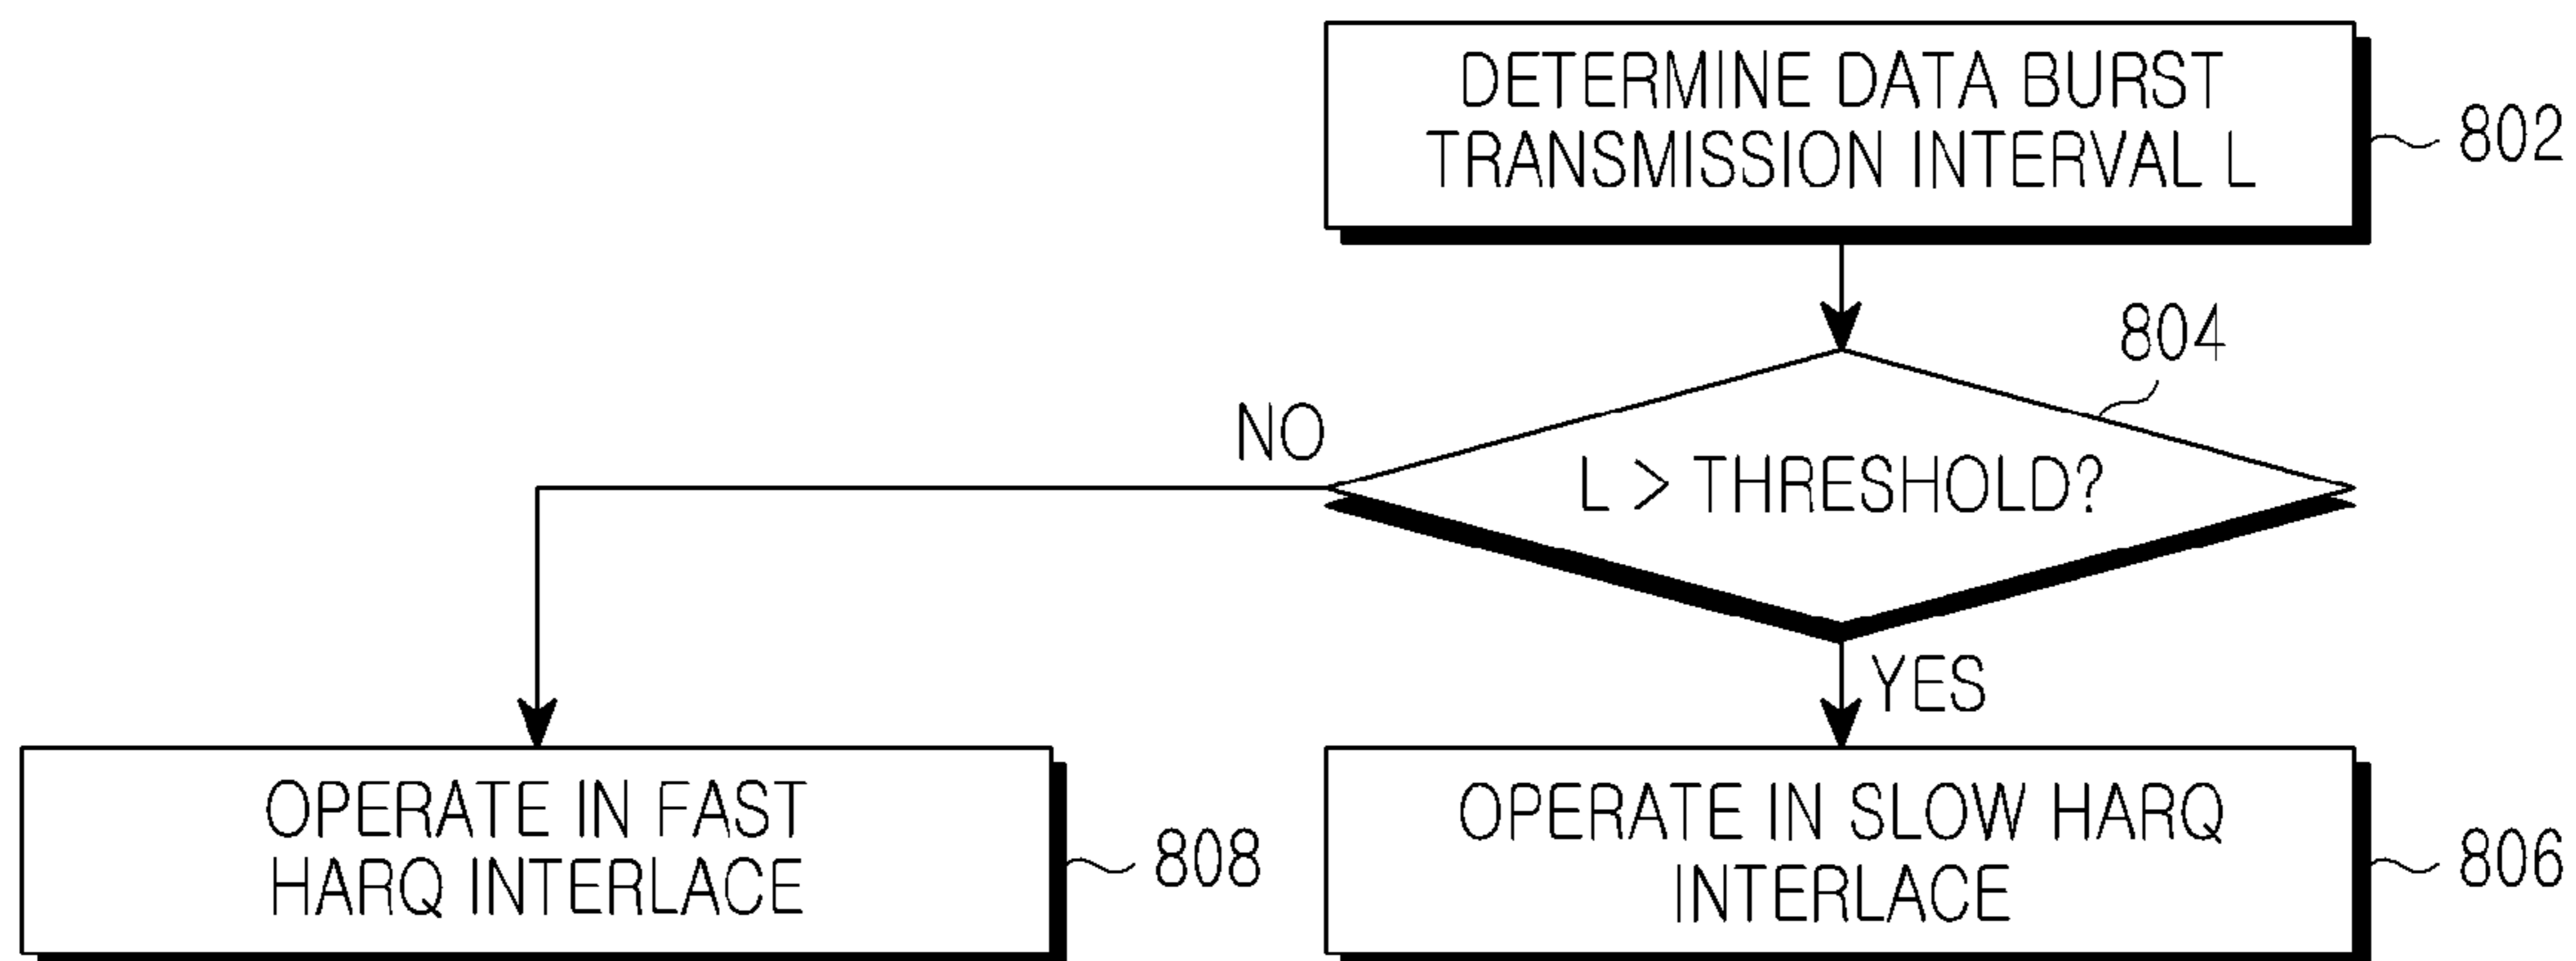 DETERMINE DATA BURST
TRANSMISSION INTERVAL L
802
804
NO
L > THRESHOLD?
YES
OPERATE IN FAST
HARQ INTERLACE
808
OPERATE IN SLOW HARQ
INTERLACE
806